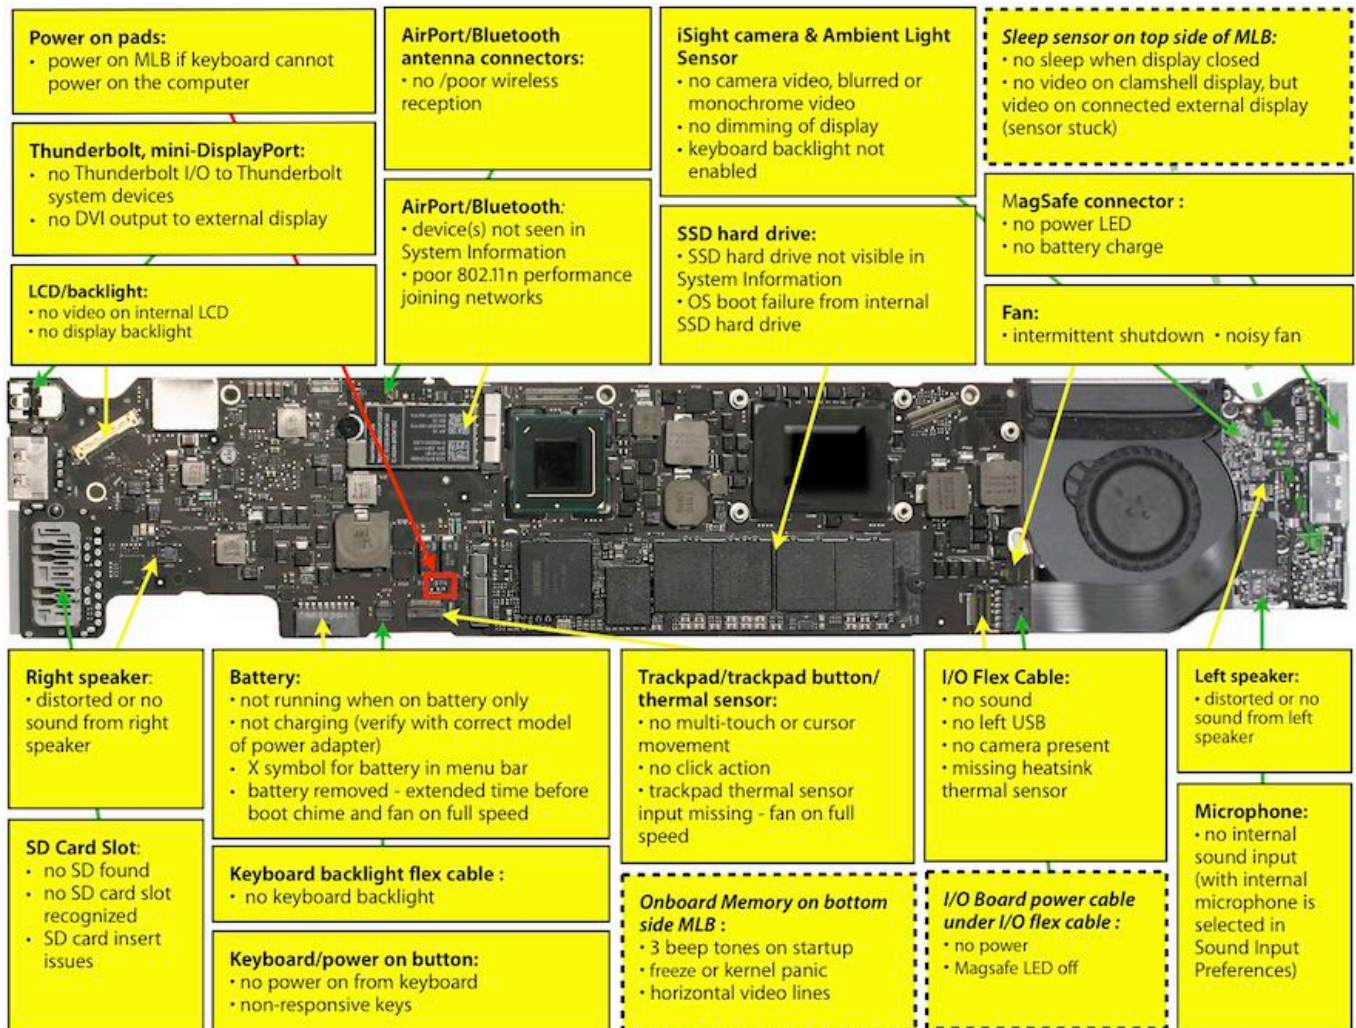 Power on pads:
• power on MLB if keyboard cannot
power on the computer
Thunderbolt, mini-DisplayPort:
• no Thunderbolt I/O to Thunderbolt
system devices
• no DVI output to external display
LCD/backlight:
• no video on internal LCD
• no display backlight
AirPort/Bluetooth
antenna connectors:
• no /poor wireless
reception
AirPort/Bluetooth:
• device(s) not seen in
System Information
• poor 802.11n performance
joining networks
iSight camera & Ambient Light
Sensor
• no camera video, blurred or
monochrome video
• no dimming of display
• keyboard backlight not
enabled
SSD hard drive:
• SSD hard drive not visible in
System Information
• OS boot failure from internal
SSD hard drive
Sleep sensor on top side of MLB:
• no sleep when display closed
• no video on clamshell display, but
video on connected external display
(sensor stuck)
MagSafe connector :
• no power LED
• no battery charge
Fan:
• intermittent shutdown • noisy fan
Right speaker:
• distorted or no
sound from right
speaker
SD Card Slot:
• no SD found
• no SD card slot
recognized
• SD card insert
issues
Battery:
• not running when on battery only
• not charging (verify with correct model
of power adapter)
• X symbol for battery in menu bar
• battery removed - extended time before
boot chime and fan on full speed
Keyboard backlight flex cable :
• no keyboard backlight
Keyboard/power on button:
• no power on from keyboard
• non-responsive keys
Trackpad/trackpad button/
thermal sensor:
• no multi-touch or cursor
movement
• no click action
• trackpad thermal sensor
input missing - fan on full
speed
Onboard Memory on bottom
side MLB :
• 3 beep tones on startup
• freeze or kernel panic
• horizontal video lines
I/O Flex Cable:
• no sound
• no left USB
• no camera present
• missing heatsink
thermal sensor
I/O Board power cable
under I/O flex cable :
• no power
• Magsafe LED off
Left speaker:
• distorted or no
sound from left
speaker
Microphone:
• no internal
sound input
(with internal
microphone is
selected in
Sound Input
Preferences)